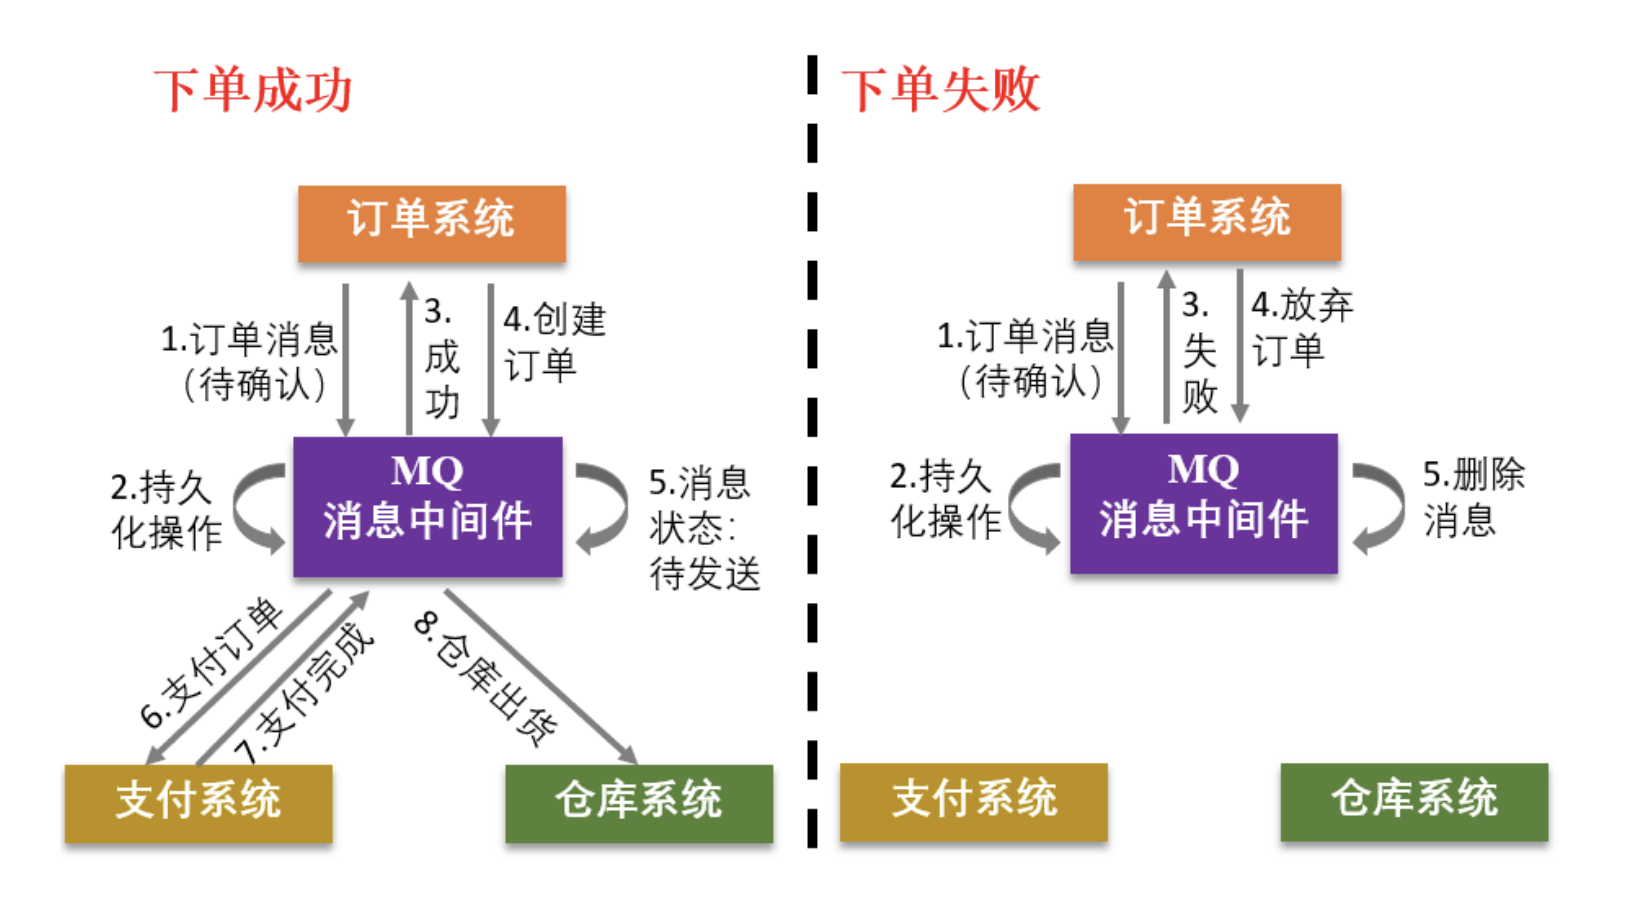 下单成功
订单系统
1.订单消息
（待确认）
3.
成
功
4.创建
订单
MQ
消息中间件
2.持久
化操作
5.消息
状态：
待发送
6.支付订单
7.支付完成
8.仓库出货
支付系统
仓库系统
下单失败
订单系统
1.订单消息
（待确认）
3.
失
败
4.放弃
订单
MQ
消息中间件
2.持久
化操作
5.删除
消息
支付系统
仓库系统